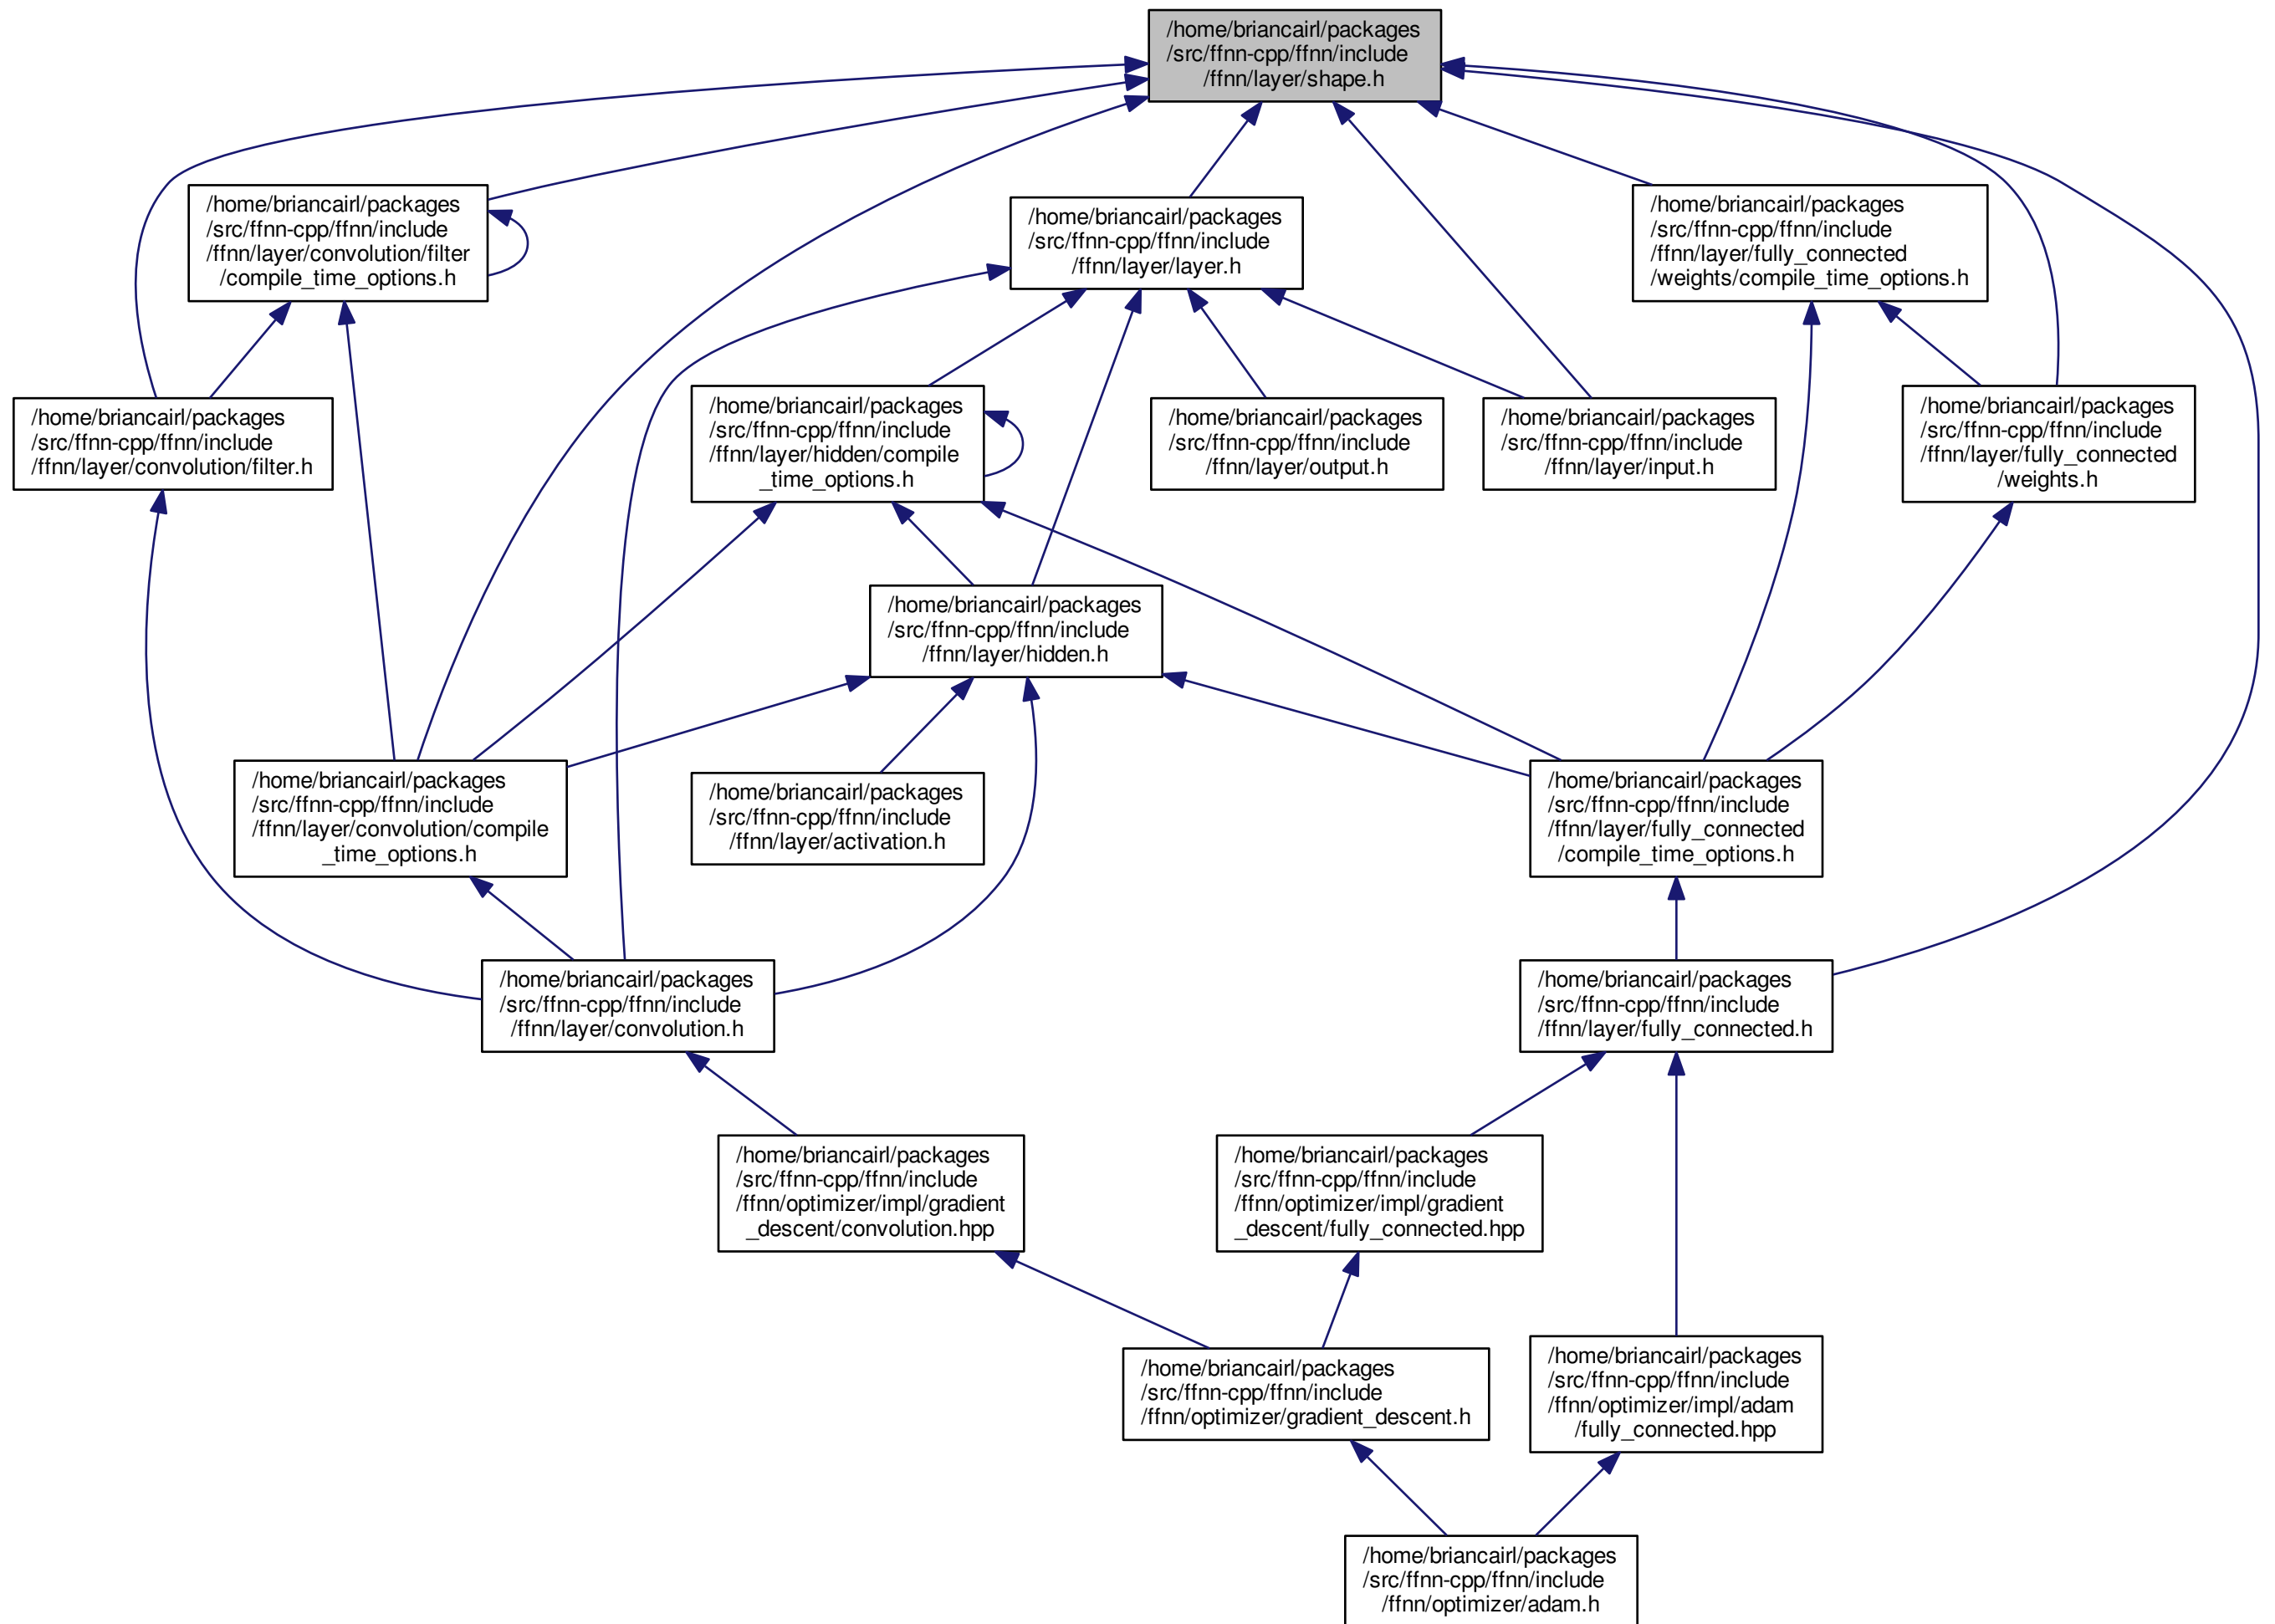 /home/briancairl/packages
/src/ffnn-cpp/ffnn/include
/ffnn/layer/shape.h
/home/briancairl/packages
/src/ffnn-cpp/ffnn/include
/ffnn/layer/convolution/filter
/compile_time_options.h
/home/briancairl/packages
/src/ffnn-cpp/ffnn/include
/ffnn/layer/layer.h
/home/briancairl/packages
/src/ffnn-cpp/ffnn/include
/ffnn/layer/fully_connected
/weights/compile_time_options.h
/home/briancairl/packages
/src/ffnn-cpp/ffnn/include
/ffnn/layer/convolution/filter.h
/home/briancairl/packages
/src/ffnn-cpp/ffnn/include
/ffnn/layer/hidden/compile
_time_options.h
/home/briancairl/packages
/src/ffnn-cpp/ffnn/include
/ffnn/layer/output.h
/home/briancairl/packages
/src/ffnn-cpp/ffnn/include
/ffnn/layer/input.h
/home/briancairl/packages
/src/ffnn-cpp/ffnn/include
/ffnn/layer/fully_connected
/weights.h
/home/briancairl/packages
/src/ffnn-cpp/ffnn/include
/ffnn/layer/hidden.h
/home/briancairl/packages
/src/ffnn-cpp/ffnn/include
/ffnn/layer/convolution/compile
_time_options.h
/home/briancairl/packages
/src/ffnn-cpp/ffnn/include
/ffnn/layer/activation.h
/home/briancairl/packages
/src/ffnn-cpp/ffnn/include
/ffnn/layer/fully_connected
/compile_time_options.h
/home/briancairl/packages
/src/ffnn-cpp/ffnn/include
/ffnn/layer/convolution.h
/home/briancairl/packages
/src/ffnn-cpp/ffnn/include
/ffnn/layer/fully_connected.h
/home/briancairl/packages
/src/ffnn-cpp/ffnn/include
/ffnn/optimizer/impl/gradient
_descent/convolution.hpp
/home/briancairl/packages
/src/ffnn-cpp/ffnn/include
/ffnn/optimizer/impl/gradient
_descent/fully_connected.hpp
/home/briancairl/packages
/src/ffnn-cpp/ffnn/include
/ffnn/optimizer/gradient_descent.h
/home/briancairl/packages
/src/ffnn-cpp/ffnn/include
/ffnn/optimizer/impl/adam
/fully_connected.hpp
/home/briancairl/packages
/src/ffnn-cpp/ffnn/include
/ffnn/optimizer/adam.h